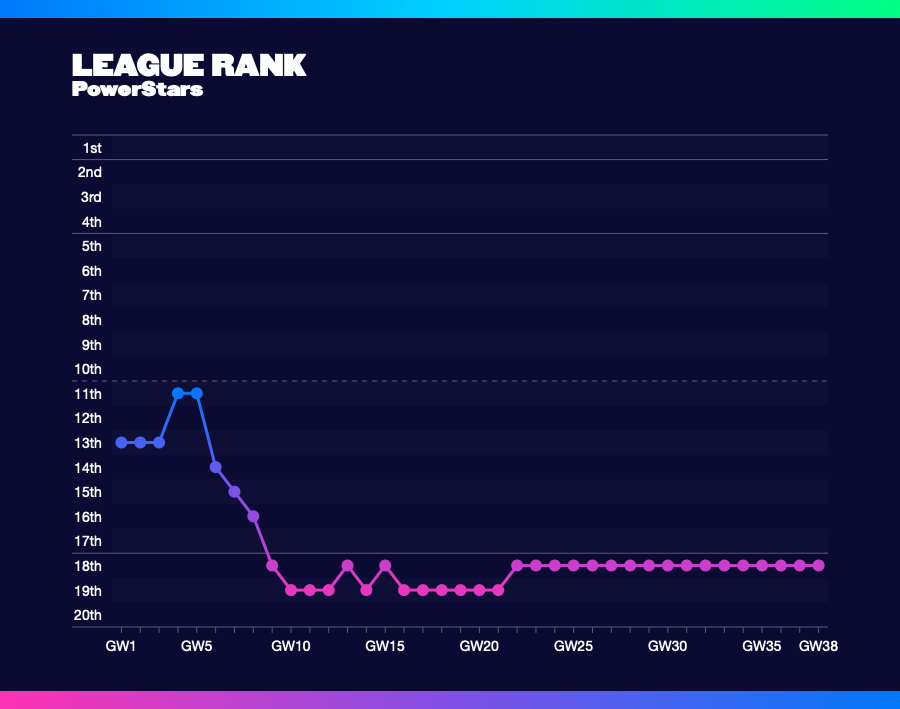 LEAGUE RANK
PowerStars
1st
2nd
3rd
4th
5th
6th
7th
8th
9th
10th
11th
12th
13th
14th
15th
16th
17th
18th
19th
20th
GW1 GW5 GW10 GW15 GW20 GW25 GW30 GW35 GW38